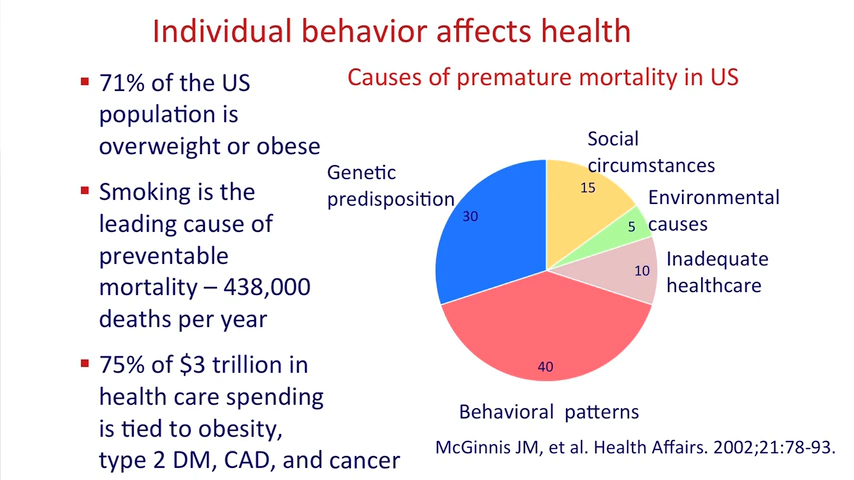 Individual behavior affects health
▪ 71% of the US
population is
overweight or obese
▪ Smoking is the
leading cause of
preventable
mortality – 438,000
deaths per year
▪ 75% of $3 trillion in
health care spending
is tied to obesity,
type 2 DM, CAD, and cancer
Causes of premature mortality in US
Social
circumstances
15
Environmental
causes
5
Inadequate
healthcare
10
Genetic
predisposition
30
40
Behavioral patterns
McGinnis JM, et al. Health Affairs. 2002;21:78-93.